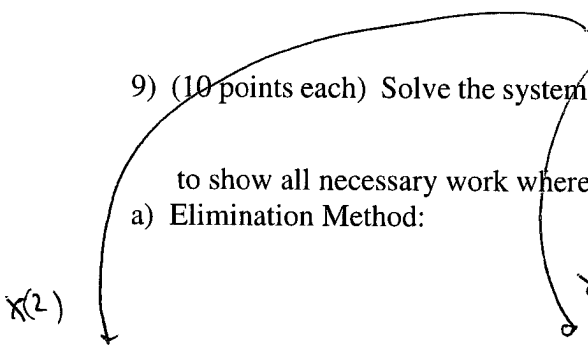 9) (10 points each) Solve the system
to show all necessary work where
a) Elimination Method:
x(2)